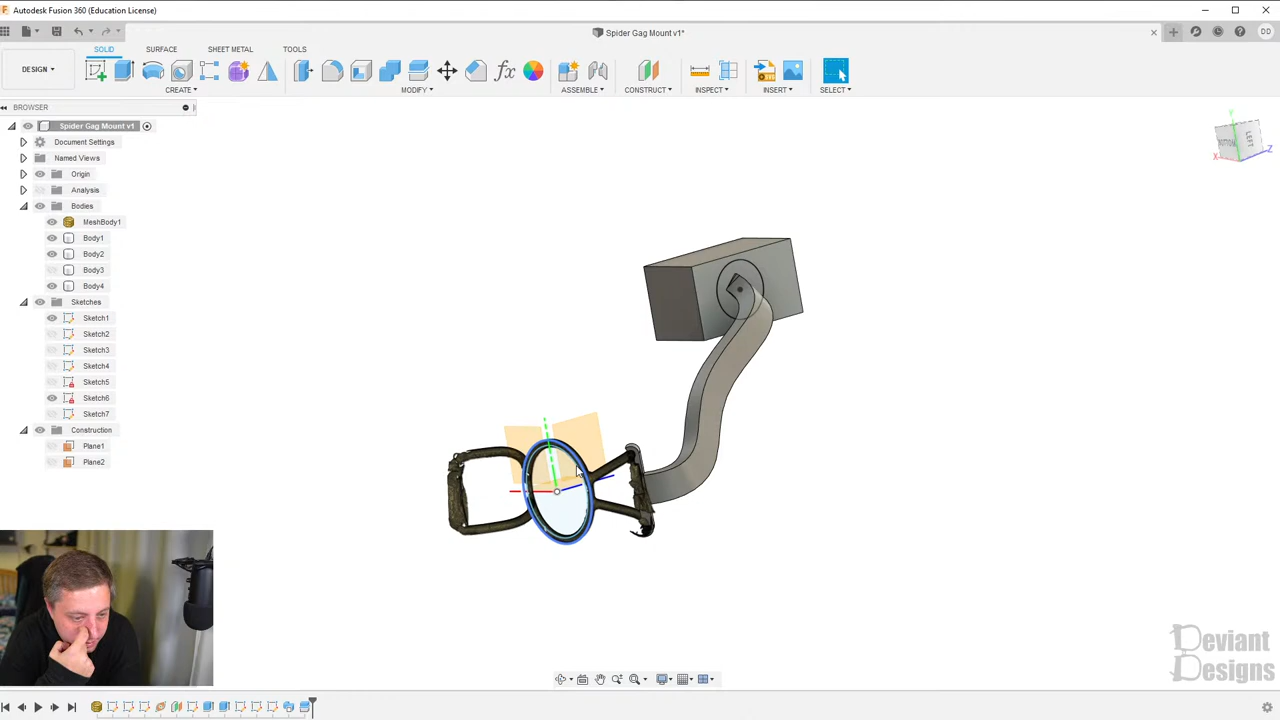 Autodesk Fusion 360 (Education License)
Spider Gag Mount v1*
DD
SOLID SURFACE SHEET METAL TOOLS
DESIGN
CREATE MODIFY ASSEMBLE CONSTRUCT INSPECT INSERT SELECT
BROWSER
Spider Gag Mount v1
Document Settings
Named Views
Origin
Analysis
Bodies
MeshBody1
Body1
Body2
Body3
Body4
Sketches
Sketch1
Sketch2
Sketch3
Sketch4
Sketch5
Sketch6
Sketch7
Construction
Plane1
Plane2
Y
LEFT
X
Z
Deviant
Designs